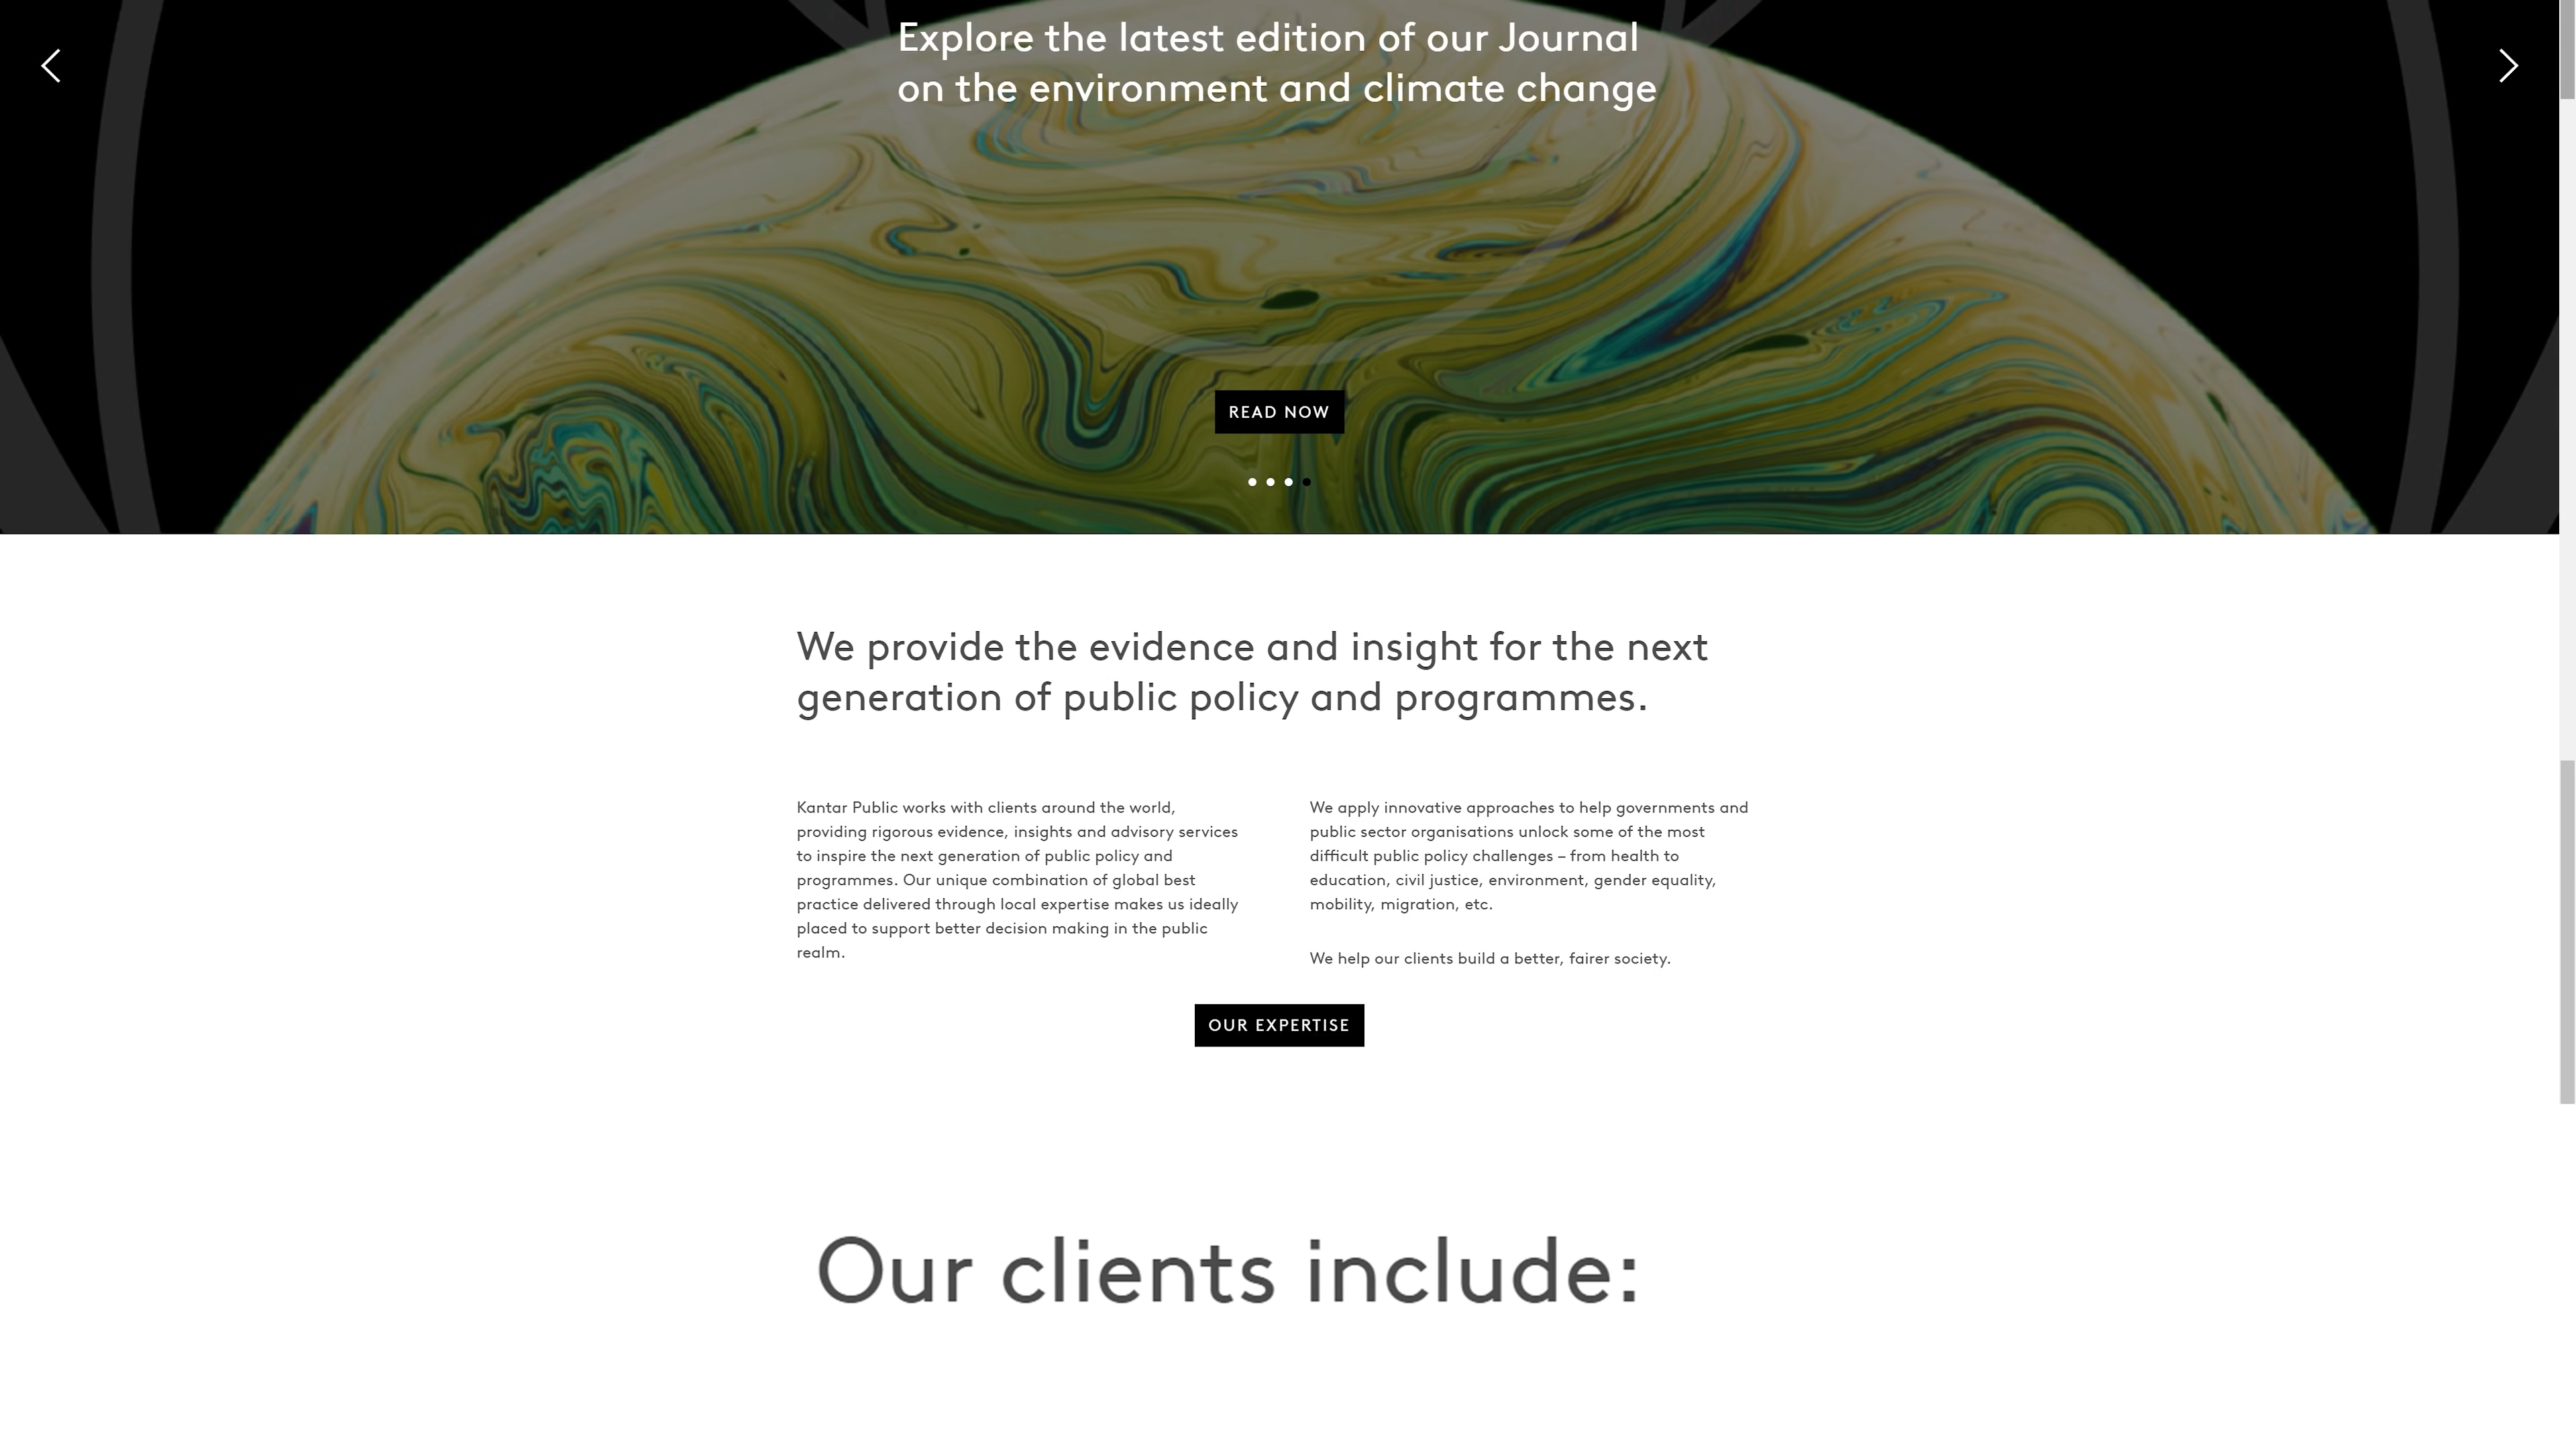 Explore the latest edition of our Journal
on the environment and climate change
READ NOW
We provide the evidence and insight for the next
generation of public policy and programmes.
Kantar Public works with clients around the world,
providing rigorous evidence, insights and advisory services
to inspire the next generation of public policy and
programmes. Our unique combination of global best
practice delivered through local expertise makes us ideally
placed to support better decision making in the public
realm.
We apply innovative approaches to help governments and
public sector organisations unlock some of the most
difficult public policy challenges – from health to
education, civil justice, environment, gender equality,
mobility, migration, etc.
We help our clients build a better, fairer society.
OUR EXPERTISE
Our clients include: